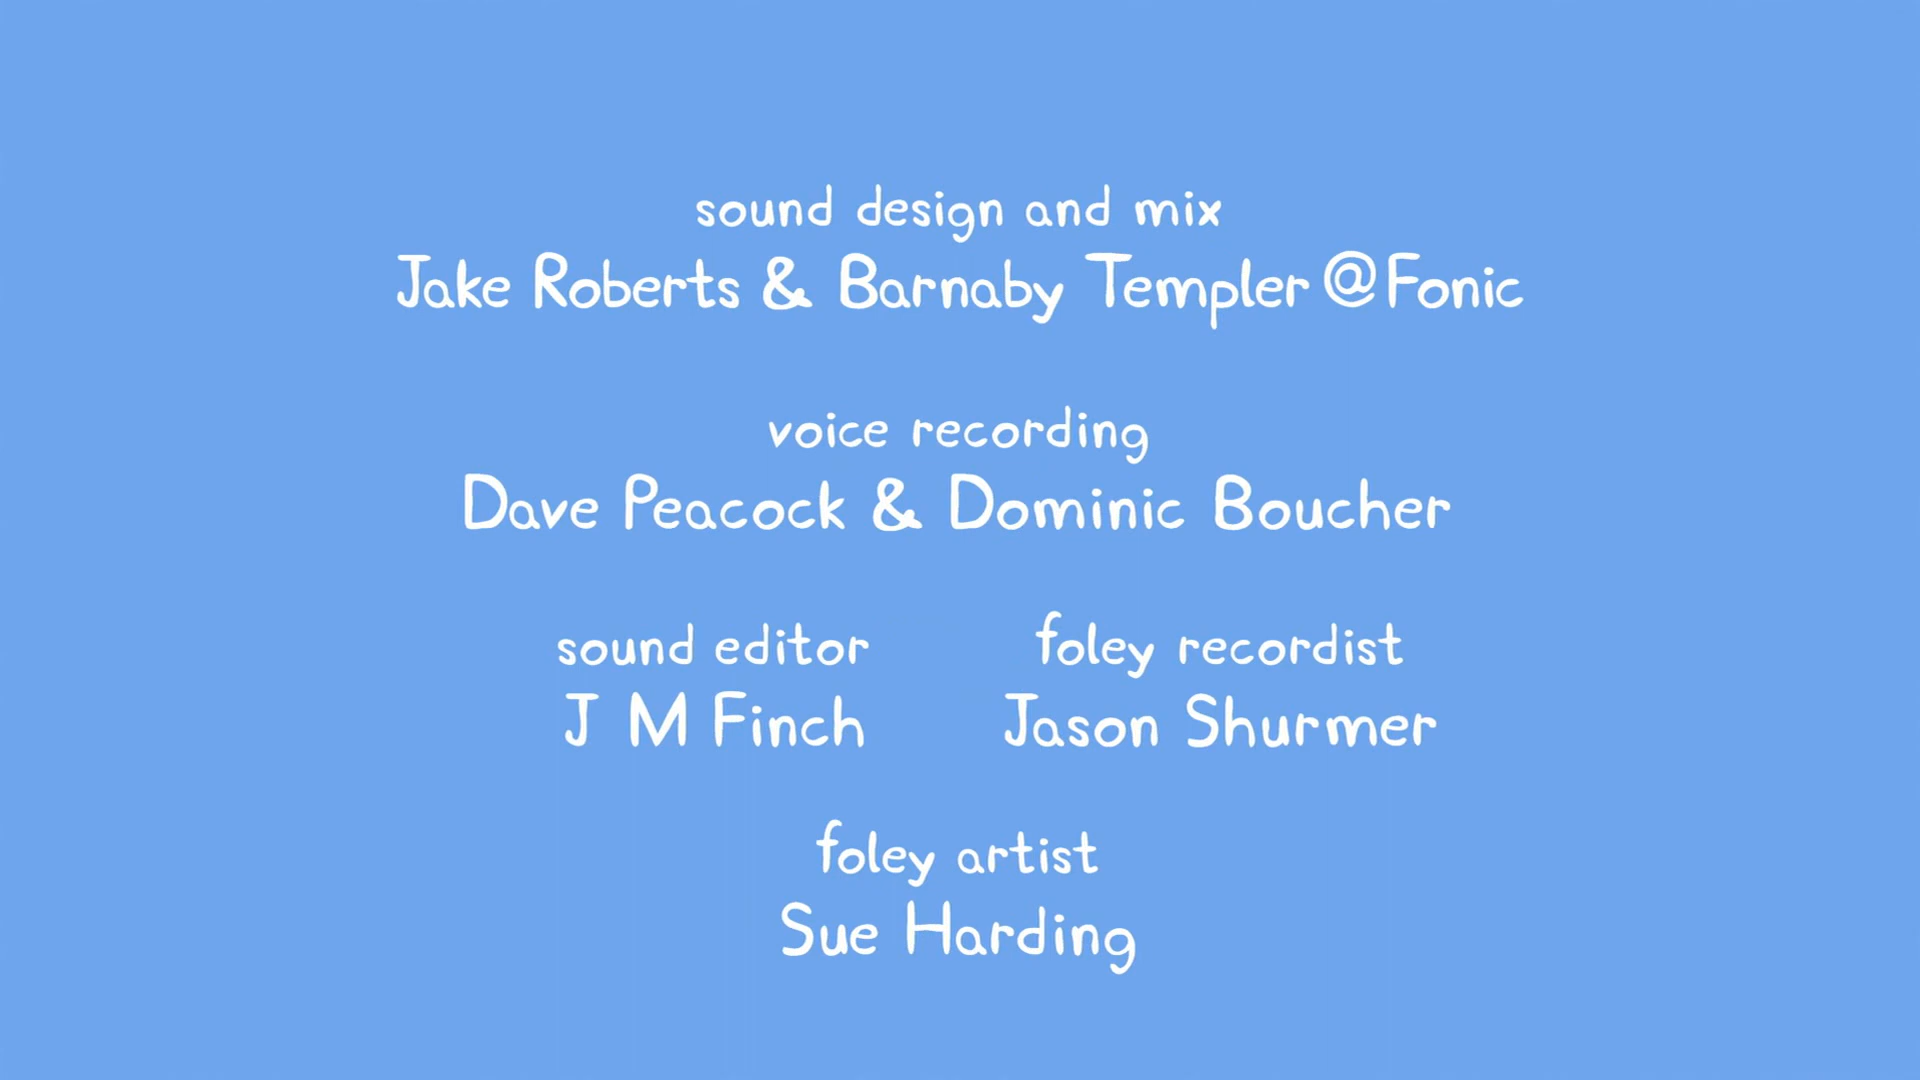 sound design and mix
Jake Roberts & Barnaby Templer @Fonic
voice recording
Dave Peacock & Dominic Boucher
sound editor
J M Finch
foley recordist
Jason Shurmer
foley artist
Sue Harding